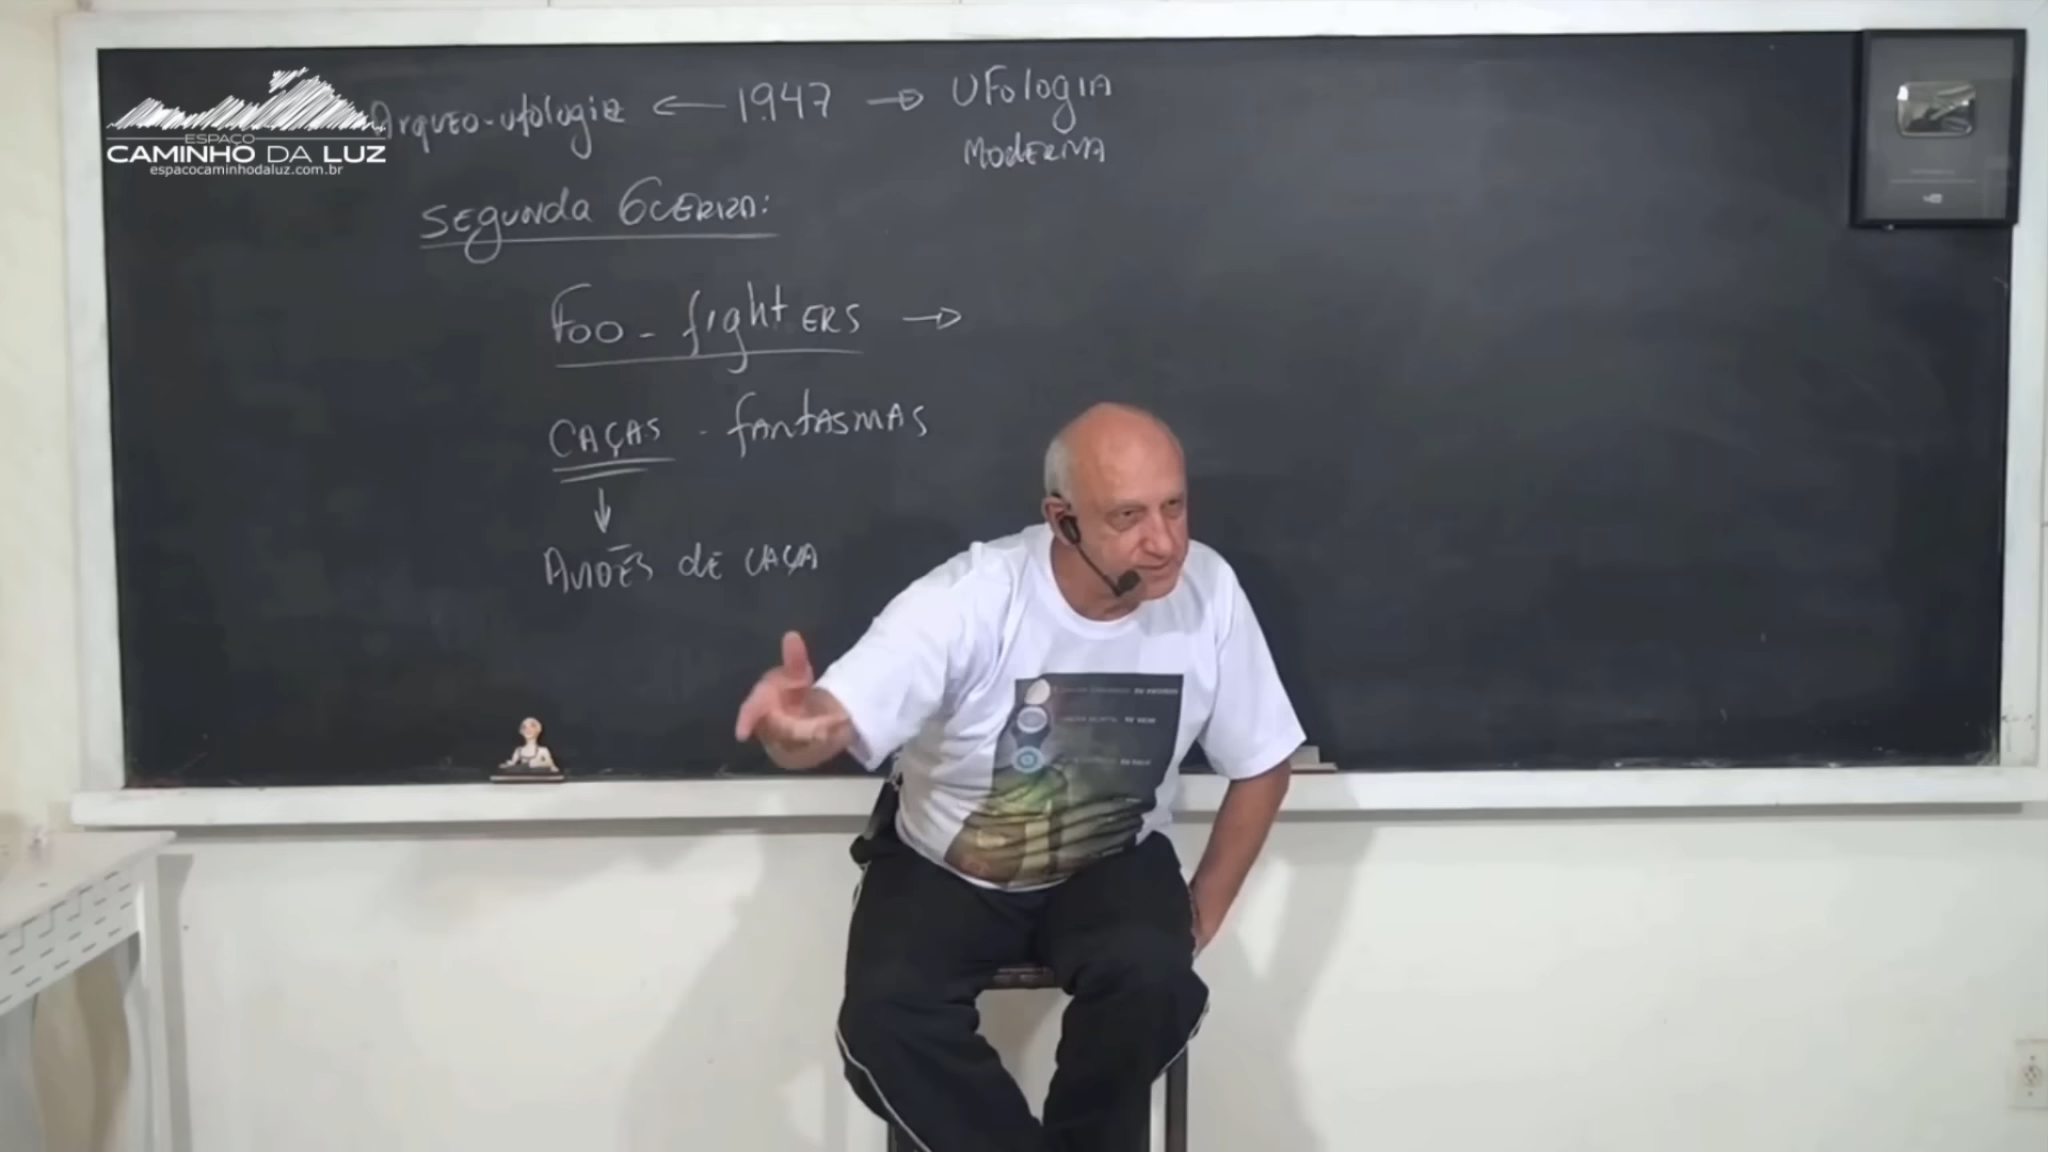 ESPAÇO
CAMINHO DA LUZ
espacocaminhodaluz.com.br
Arqueo-ufologia ← 1947 → UFologIA
MOdERNA
SEgUNda GUERRA:
Foo - fighters →
CAÇAS - fANtASMAS
↓
AVIÕES dE CAÇA